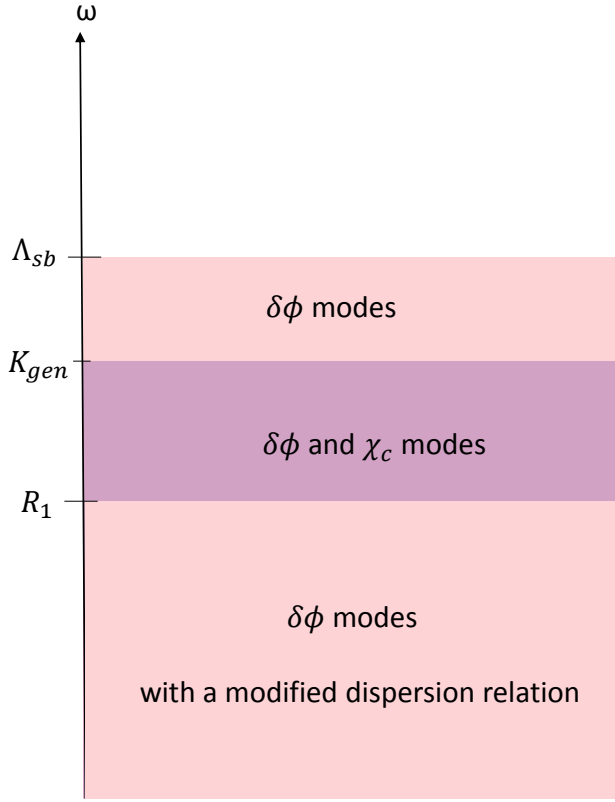 ω
Λ_sb
δϕ modes
K_gen
δϕ and χ_c modes
R_1
δϕ modes
with a modified dispersion relation